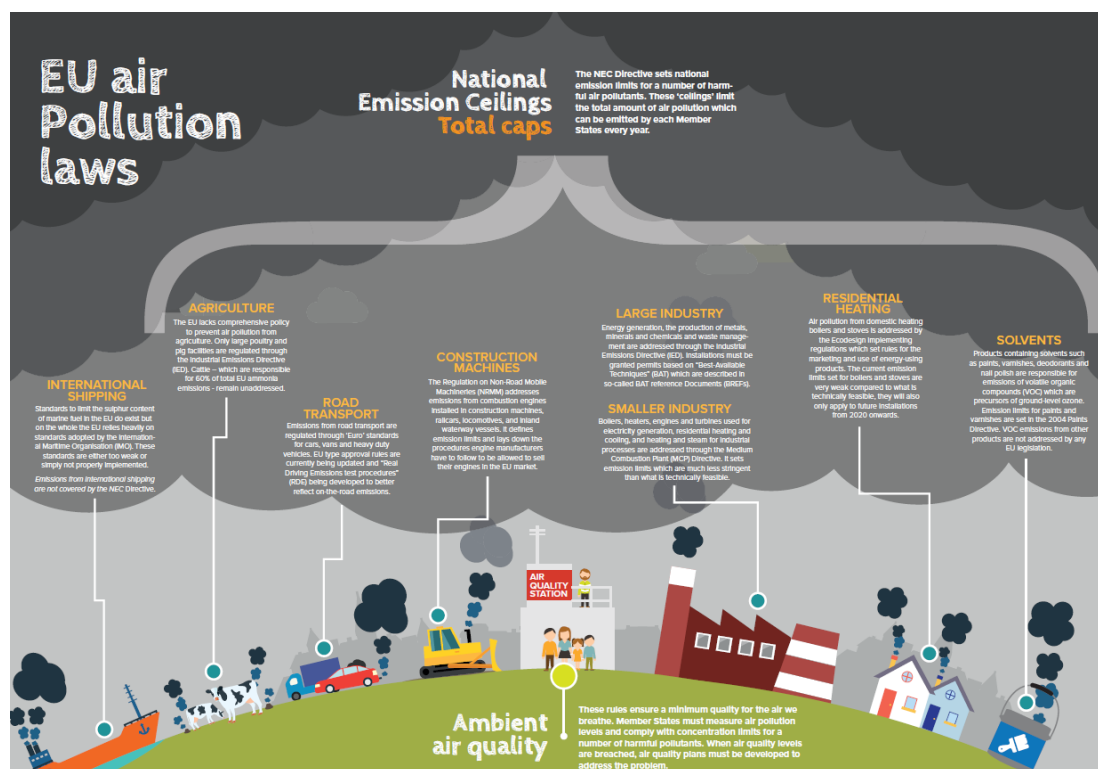 EU air
Pollution
laws
National
Emission Ceilings
Total caps
The NEC Directive sets national
emission limits for a number of harm-
ful air pollutants. These ‘ceilings’ limit
the total amount of air pollution which
can be emitted by each Member
States every year.
INTERNATIONAL
SHIPPING
Standards to limit the sulphur content
of marine fuel in the EU do exist but
on the whole the EU relies heavily on
standards adopted by the Internation-
al Maritime Organisation (IMO). These
standards are either too weak or
simply not properly implemented.
Emissions from international shipping
are not covered by the NEC Directive.
AGRICULTURE
The EU lacks comprehensive policy
to prevent air pollution from
agriculture. Only large poultry and
pig facilities are regulated through
the Industrial Emissions Directive
(IED). Cattle – which are responsible
for 60% of total EU ammonia
emissions - remain unaddressed.
ROAD
TRANSPORT
Emissions from road transport are
regulated through 'Euro' standards
for cars, vans and heavy duty
vehicles. EU type approval rules are
currently being updated and "Real
Driving Emissions test procedures"
(RDE) being developed to better
reflect on-the-road emissions.
CONSTRUCTION
MACHINES
The Regulation on Non-Road Mobile
Machineries (NRMM) addresses
emissions from combustion engines
installed in construction machines,
railcars, locomotives, and inland
waterway vessels. It defines
emission limits and lays down the
procedures engine manufacturers
have to follow to be allowed to sell
their engines in the EU market.
LARGE INDUSTRY
Energy generation, the production of metals,
minerals and chemicals and waste manage-
ment are addressed through the Industrial
Emissions Directive (IED). Installations must be
granted permits based on "Best-Available
Techniques" (BAT) which are described in
so-called BAT reference Documents (BREFs).
SMALLER INDUSTRY
Boilers, heaters, engines and turbines used for
electricity generation, residential heating and
cooling, and heating and steam for industrial
processes are addressed through the Medium
Combustion Plant (MCP) Directive. It sets
emission limits which are much less stringent
than what is technically feasible.
RESIDENTIAL
HEATING
Air pollution from domestic heating
boilers and stoves is addressed by
the Ecodesign implementing
regulations which set rules for the
marketing and use of energy-using
products. The current emission
limits set for boilers and stoves are
very weak compared to what is
technically feasible, they will also
only apply to future installations
from 2020 onwards.
SOLVENTS
Products containing solvents such
as paints, varnishes, deodorants and
nail polish are responsible for
emissions of volatile organic
compounds (VOC) which are
precursors of ground-level ozone.
Emission limits for paints and
varnishes are set in the 2004 Paints
Directive. VOC emissions from other
products are not addressed by any
EU legislation.
AIR
QUALITY
STATION
Ambient
air quality
These rules ensure a minimum quality for the air we
breathe. Member States must measure air pollution
levels and comply with concentration limits for a
number of harmful pollutants. When air quality levels
are breached, air quality plans must be developed to
address the problem.